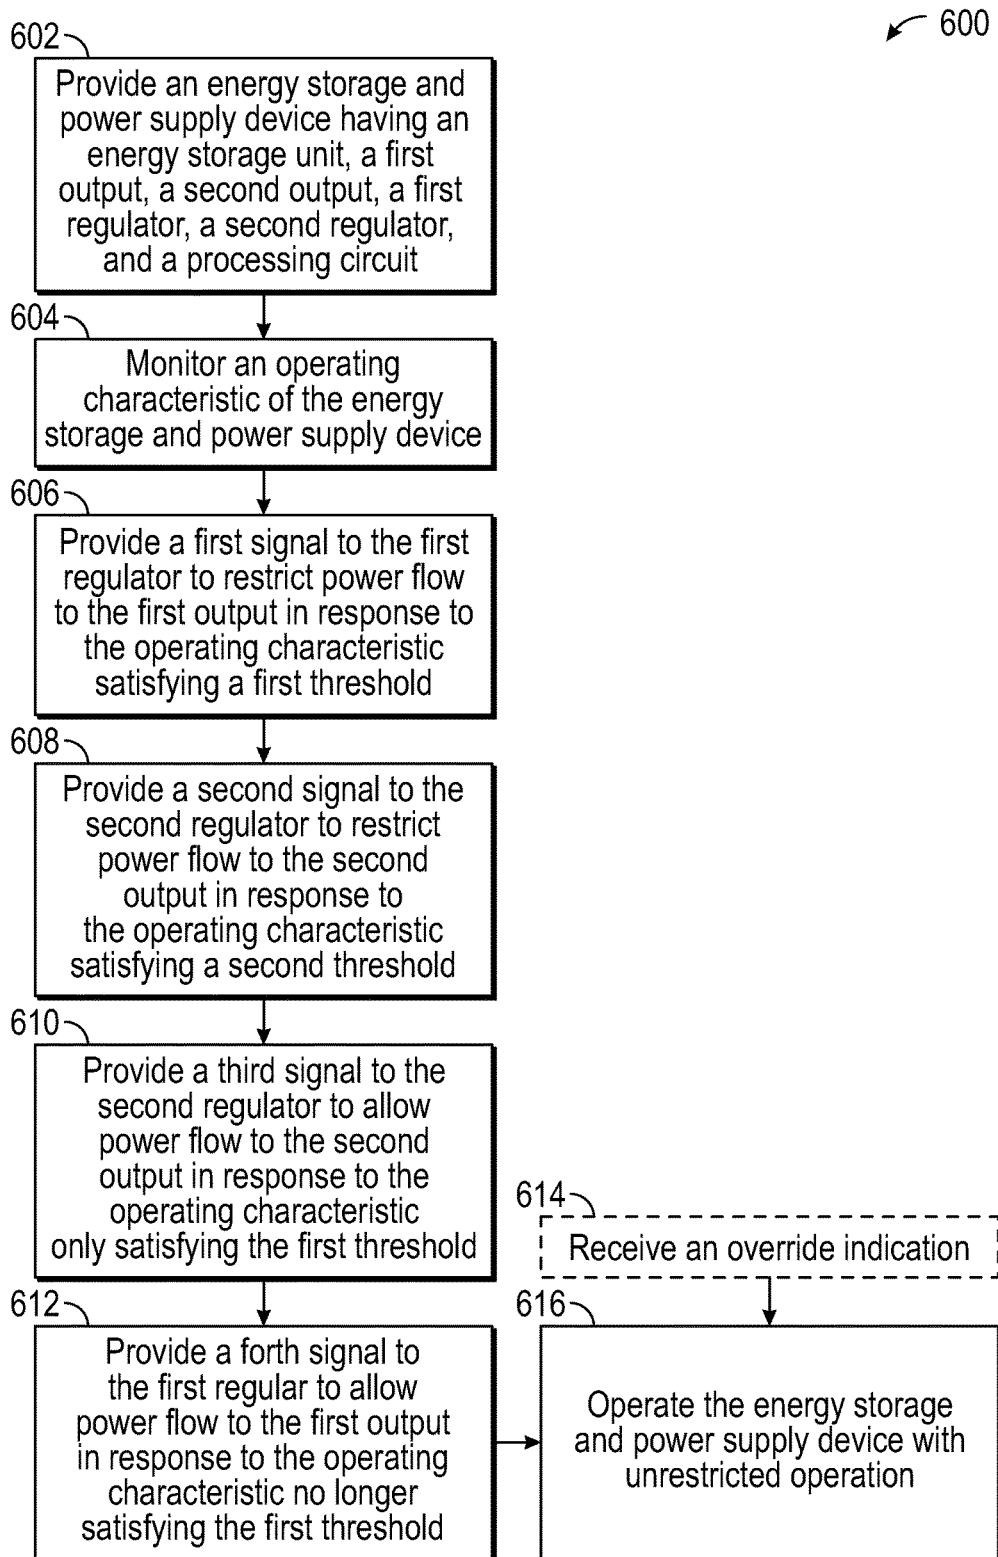 600
602
Provide an energy storage and
power supply device having an
energy storage unit, a first
output, a second output, a first
regulator, a second regulator,
and a processing circuit
604
Monitor an operating
characteristic of the energy
storage and power supply device
606
Provide a first signal to the first
regulator to restrict power flow
to the first output in response to
the operating characteristic
satisfying a first threshold
608
Provide a second signal to the
second regulator to restrict
power flow to the second
output in response to
the operating characteristic
satisfying a second threshold
610
Provide a third signal to the
second regulator to allow
power flow to the second
output in response to the
operating characteristic
only satisfying the first threshold
612
Provide a forth signal to
the first regular to allow
power flow to the first output
in response to the operating
characteristic no longer
satisfying the first threshold
614
Receive an override indication
616
Operate the energy storage
and power supply device with
unrestricted operation